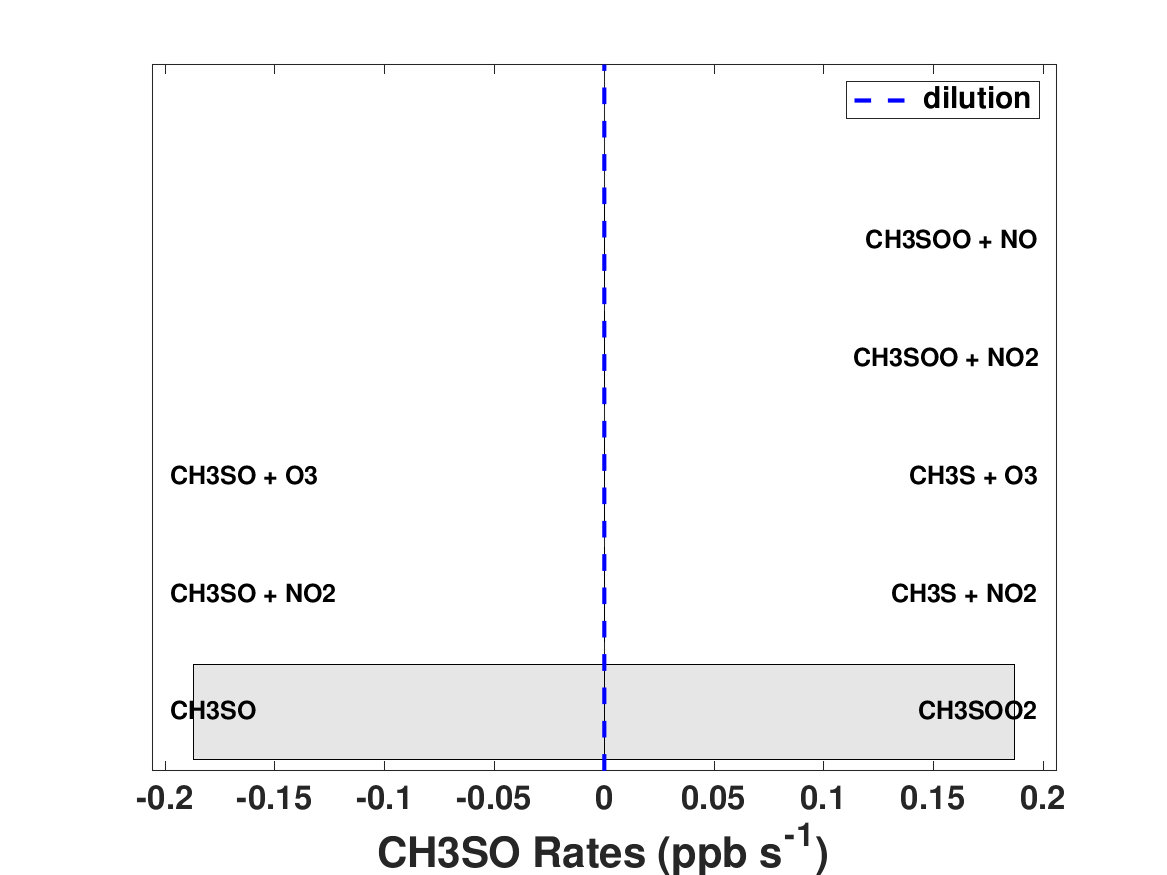 dilution
CH3SOO + NO
CH3SOO + NO2
CH3SO + O3 CH3S + O3
CH3SO + NO2 CH3S + NO2
CH3SO CH3SOO2
-0.2 -0.15 -0.1 -0.05 0 0.05 0.1 0.15 0.2
CH3SO Rates (ppb s-1)